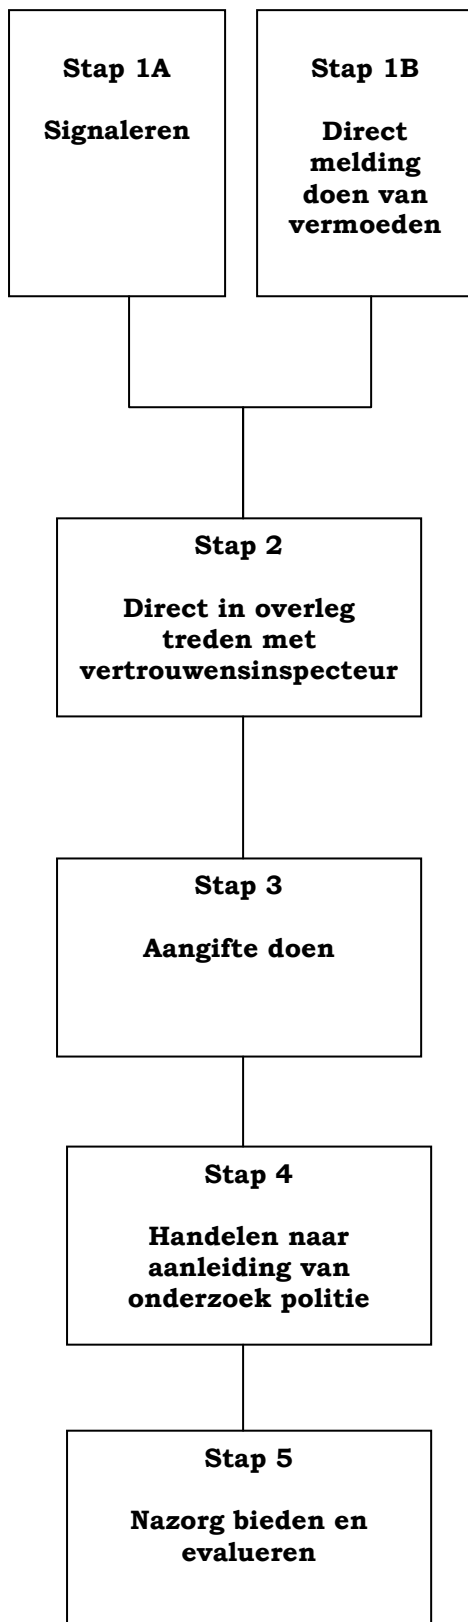 Stap 1A
Signaleren
Stap 1B
Direct
melding
doen van
vermoeden
Stap 2
Direct in overleg
treden met
vertrouwensinspecteur
Stap 3
Aangifte doen
Stap 4
Handelen naar
aanleiding van
onderzoek politie
Stap 5
Nazorg bieden en
evalueren